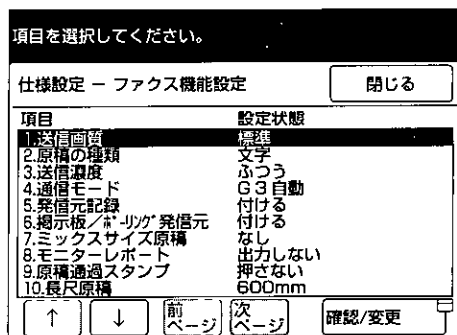 項目を選択してください。
仕様設定 － ファクス機能設定 閉じる
項目 設定状態
1.送信画質 標準
2.原稿の種類 文字
3.送信濃度 ふつう
4.通信モード G3自動
5.発信元記録 付ける
6.掲示板／ﾎﾟｰﾘﾝｸﾞ発信元 付ける
7.ミックスサイズ原稿 なし
8.モニターレポート 出力しない
9.原稿通過スタンプ 押さない
10.長尺原稿 600mm
↑ ↓ 前ページ 次ページ 確認/変更